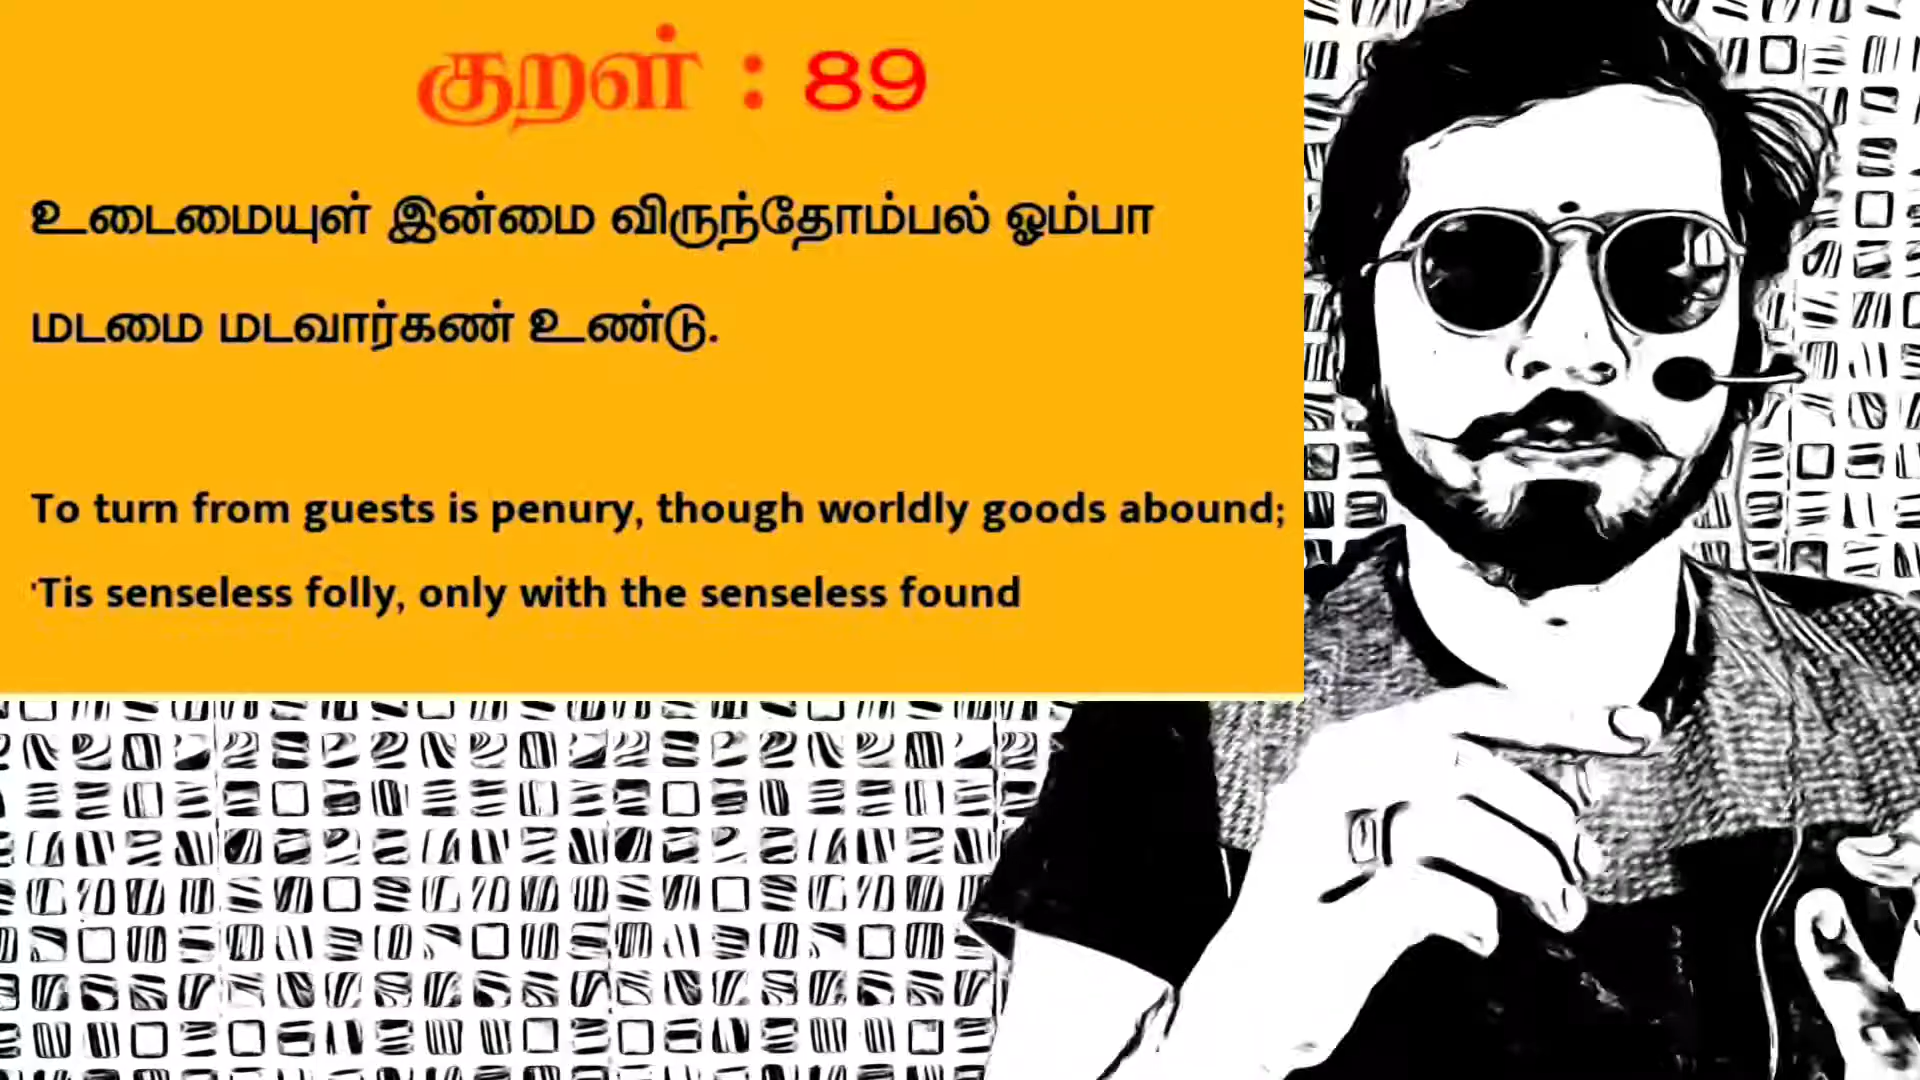 குறள் : 89
உடைமையுள் இன்மை விருந்தோம்பல் ஓம்பா
மடமை மடவார்கண் உண்டு.
To turn from guests is penury, though worldly goods abound;
'Tis senseless folly, only with the senseless found